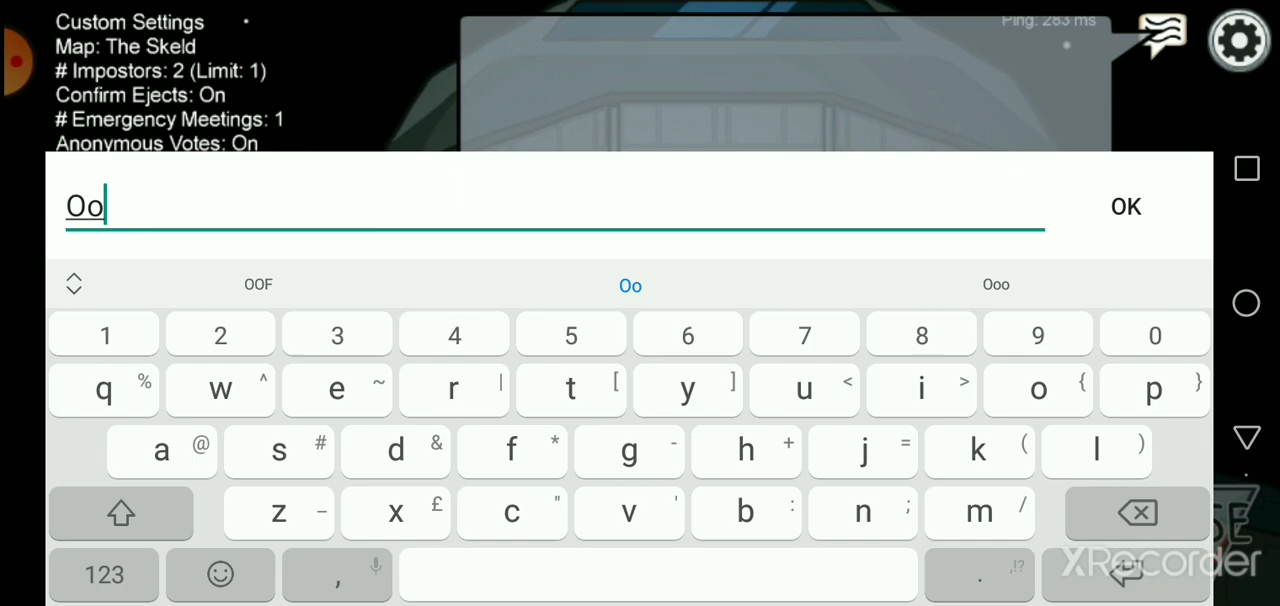 Custom Settings
Map: The Skeld
# Impostors: 2 (Limit: 1)
Confirm Ejects: On
# Emergency Meetings: 1
Anonymous Votes: On
Ping: 283 ms
Oo
OK
OOF Oo Ooo
1 2 3 4 5 6 7 8 9 0
q % w ^ e ~ r | t [ y ] u < i > o { p }
a @ s # d & f * g - h + j = k ( l )
z _ x £ c " v ' b : n ; m /
123 , . ,!?
XRecorder